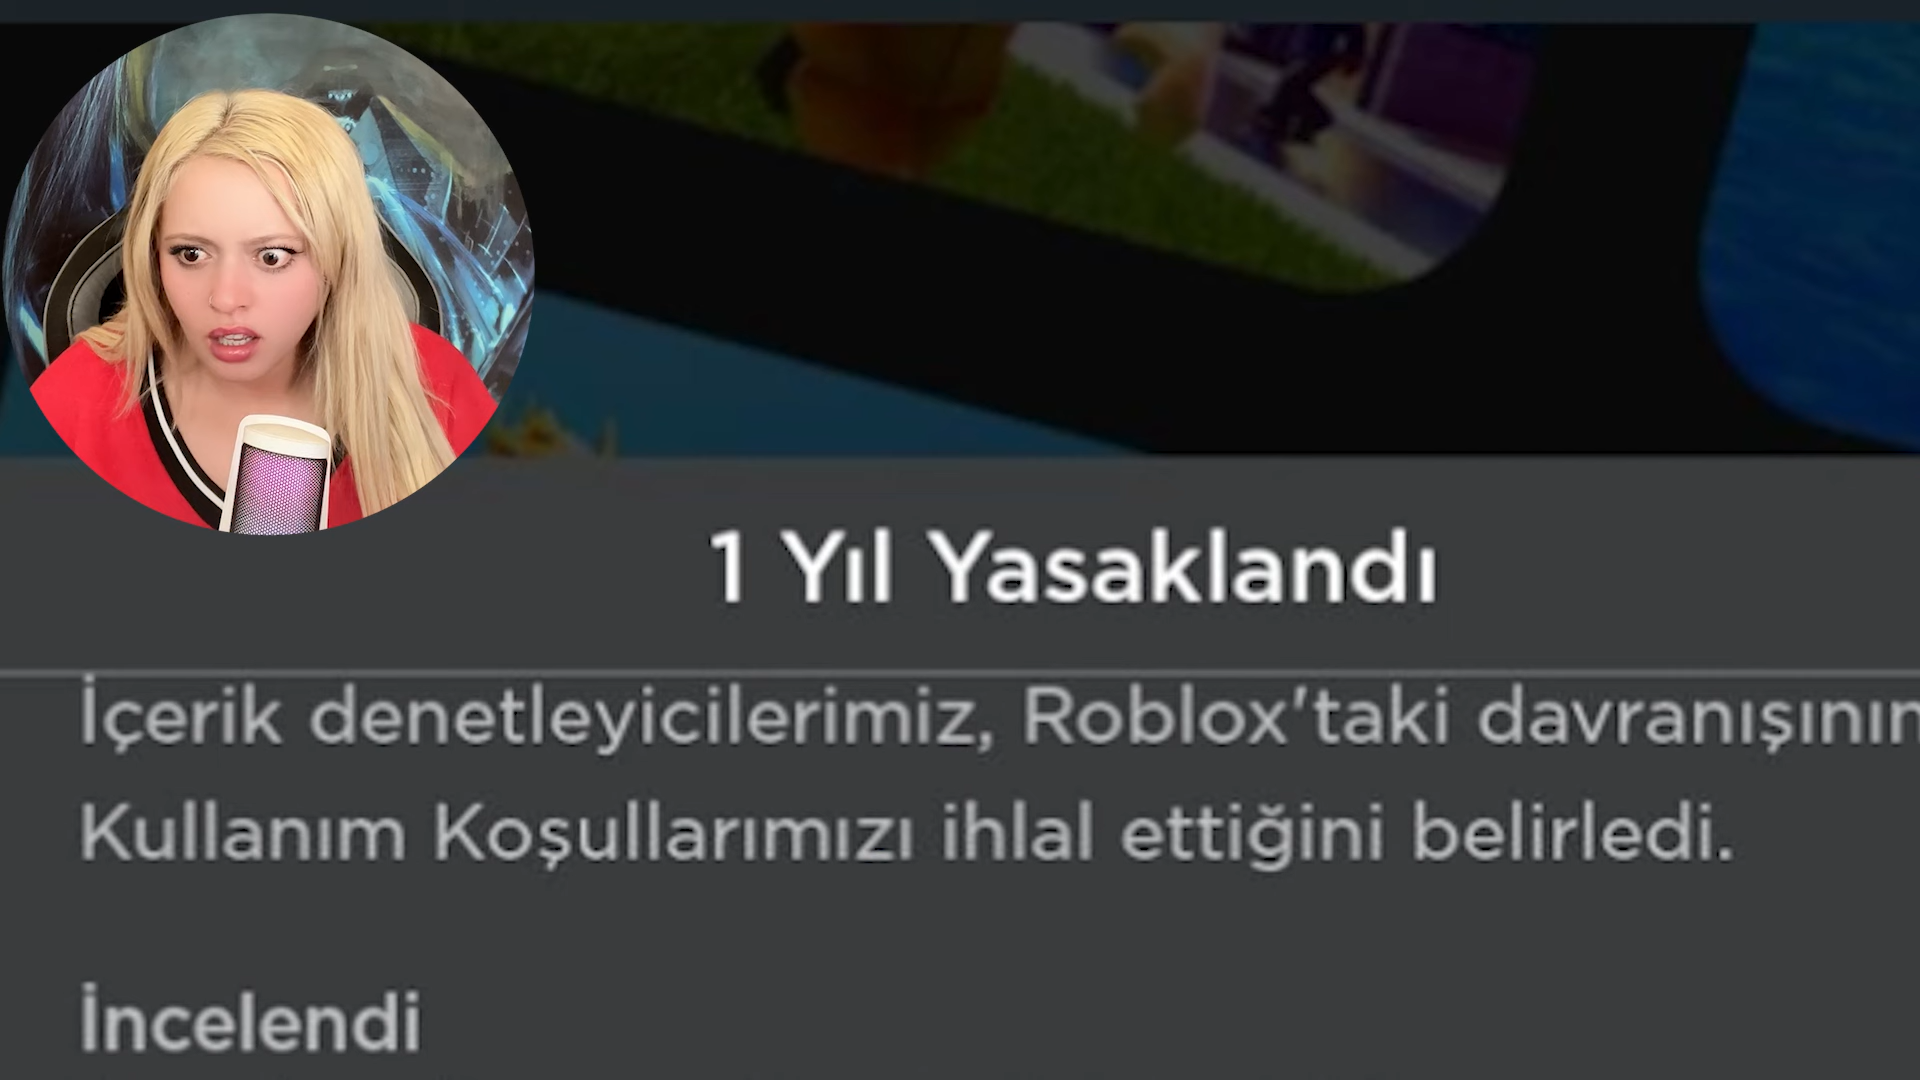 1 Yıl Yasaklandı
İçerik denetleyicilerimiz, Roblox'taki davranışının
Kullanım Koşullarımızı ihlal ettiğini belirledi.
İncelendi